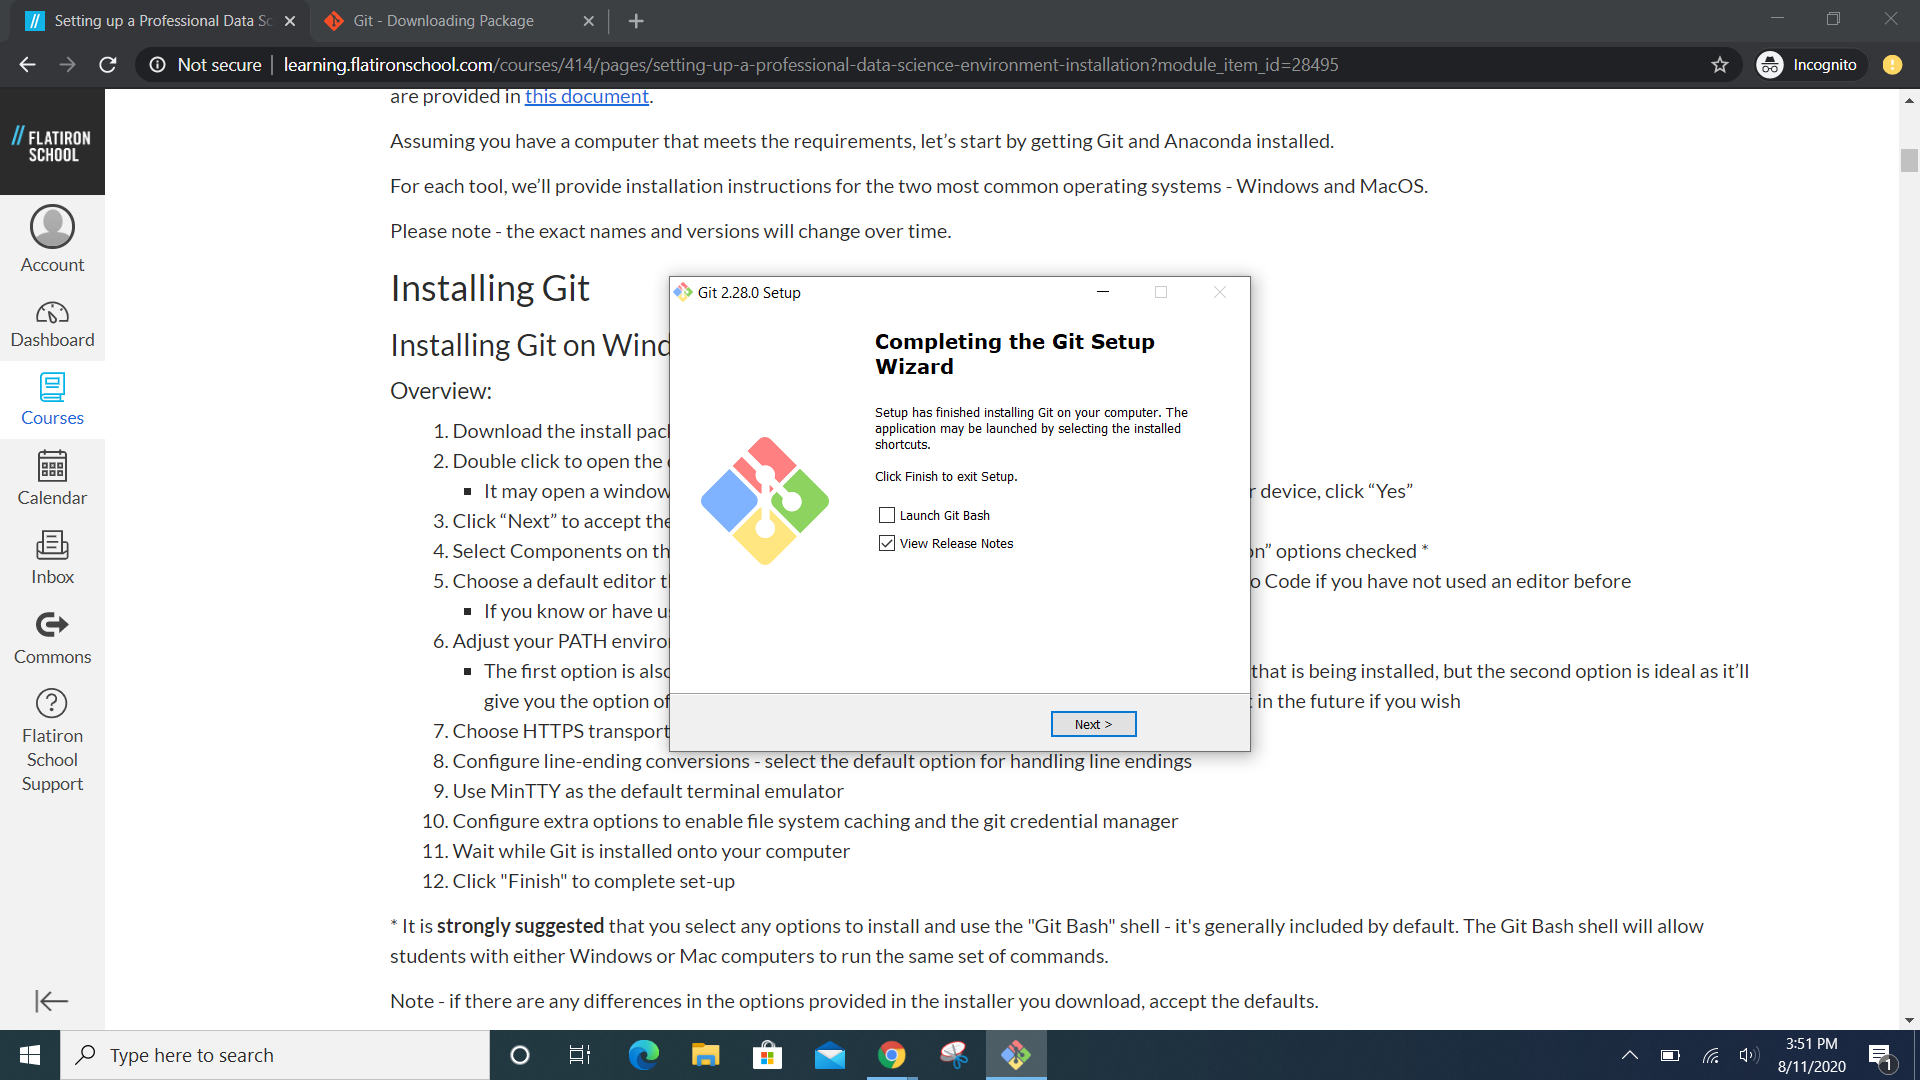 Setting up a Professional Data Sc
Git - Downloading Package
Not secure
learning.flatironschool.com/courses/414/pages/setting-up-a-professional-data-science-environment-installation?module_item_id=28495
Incognito
// FLATIRON
SCHOOL
Account
Dashboard
Courses
Calendar
Inbox
Commons
Flatiron
School
Support
are provided in this document.
Assuming you have a computer that meets the requirements, let’s start by getting Git and Anaconda installed.
For each tool, we’ll provide installation instructions for the two most common operating systems - Windows and MacOS.
Please note - the exact names and versions will change over time.
Installing Git
Installing Git on Wind
Overview:
1. Download the install pac
2. Double click to open the
▪ It may open a window r device, click “Yes”
3. Click “Next” to accept the
4. Select Components on th on” options checked *
5. Choose a default editor t o Code if you have not used an editor before
▪ If you know or have u
6. Adjust your PATH enviro
▪ The first option is also that is being installed, but the second option is ideal as it’ll
give you the option of in the future if you wish
7. Choose HTTPS transport
8. Configure line-ending conversions - select the default option for handling line endings
9. Use MinTTY as the default terminal emulator
10. Configure extra options to enable file system caching and the git credential manager
11. Wait while Git is installed onto your computer
12. Click "Finish" to complete set-up
* It is strongly suggested that you select any options to install and use the "Git Bash" shell - it's generally included by default. The Git Bash shell will allow
students with either Windows or Mac computers to run the same set of commands.
Note - if there are any differences in the options provided in the installer you download, accept the defaults.
Git 2.28.0 Setup
Completing the Git Setup
Wizard
Setup has finished installing Git on your computer. The
application may be launched by selecting the installed
shortcuts.
Click Finish to exit Setup.
Launch Git Bash
View Release Notes
Next >
Type here to search
3:51 PM
8/11/2020
1